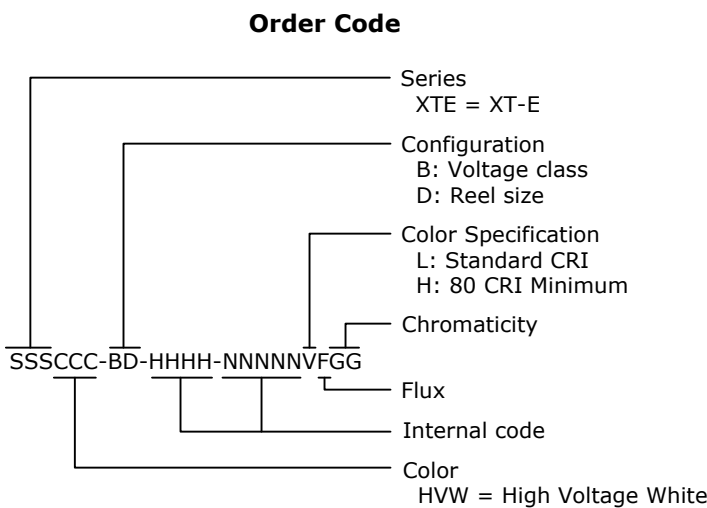 Order Code
Series
XTE = XT-E
Configuration
B: Voltage class
D: Reel size
Color Specification
L: Standard CRI
H: 80 CRI Minimum
Chromaticity
SSSCCC-BD-HHHH-NNNNNVFGG
Flux
Internal code
Color
HVW = High Voltage White